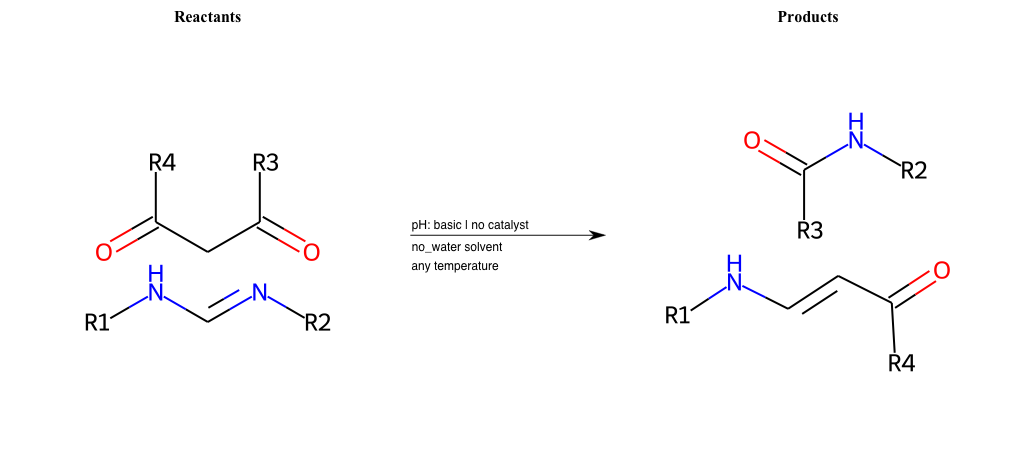 Reactants
Products
R4
R3
O
O
H
N
N
R1
R2
pH: basic | no catalyst
no_water solvent
any temperature
H
O
N
R2
R3
H
N
O
R1
R4